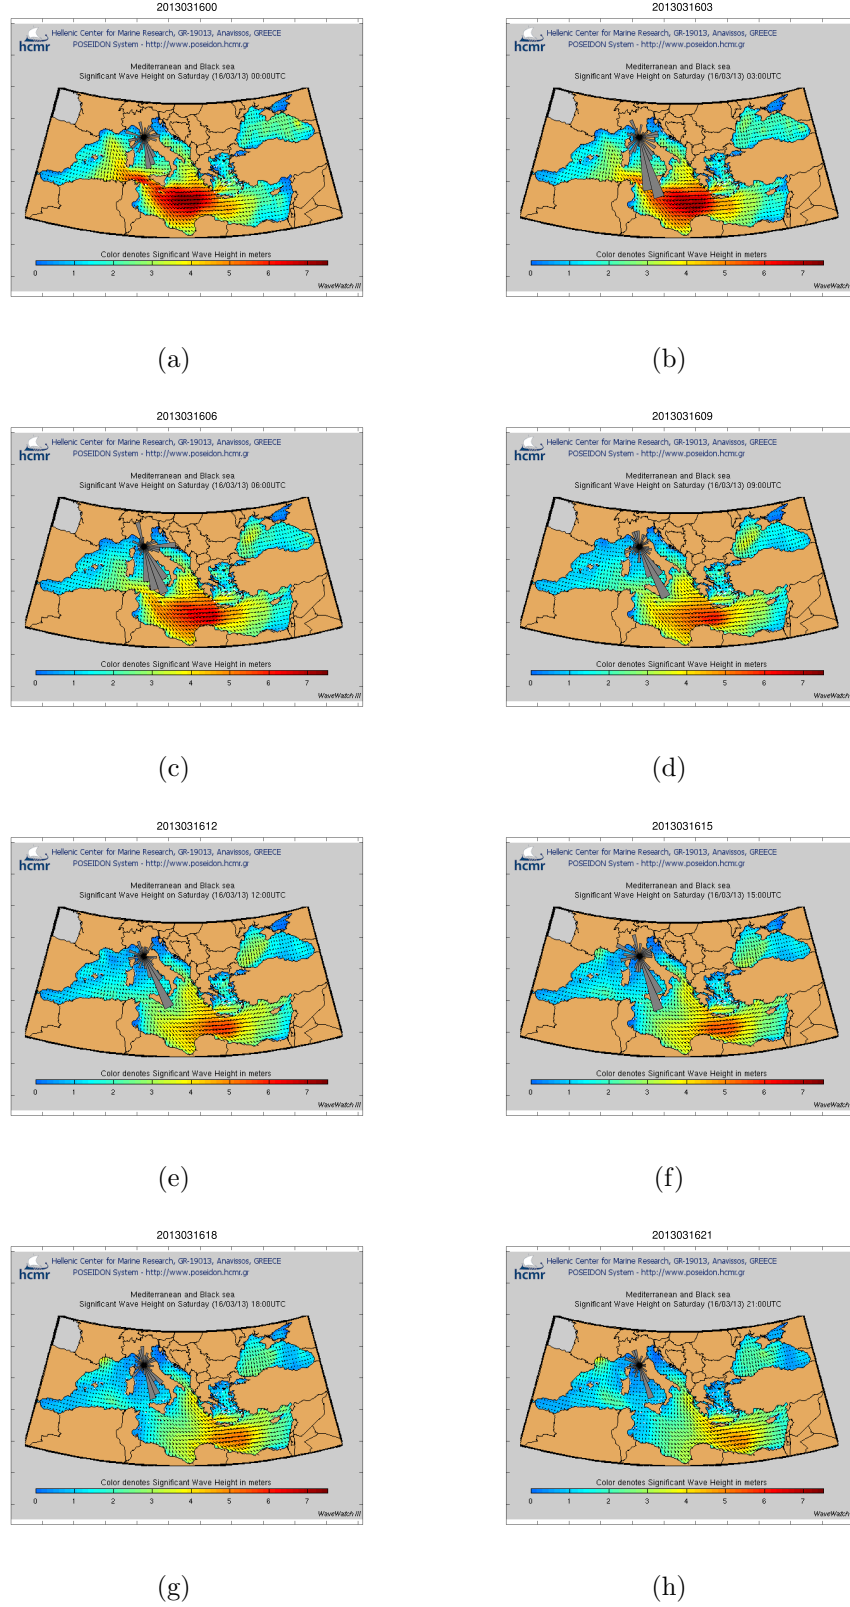 2013031600
hcmr
Hellenic Center for Marine Research, GR-19013, Anavissos, GREECE
POSEIDON System - http://www.poseidon.hcmr.gr
Mediterranean and Black sea
Significant Wave Height on Saturday (16/03/13) 00:00UTC
Color denotes Significant Wave Height in meters
0 1 2 3 4 5 6 7
WaveWatch III
(a)
2013031603
hcmr
Hellenic Center for Marine Research, GR-19013, Anavissos, GREECE
POSEIDON System - http://www.poseidon.hcmr.gr
Mediterranean and Black sea
Significant Wave Height on Saturday (16/03/13) 03:00UTC
Color denotes Significant Wave Height in meters
0 1 2 3 4 5 6 7
WaveWatch III
(b)
2013031606
hcmr
Hellenic Center for Marine Research, GR-19013, Anavissos, GREECE
POSEIDON System - http://www.poseidon.hcmr.gr
Mediterranean and Black sea
Significant Wave Height on Saturday (16/03/13) 06:00UTC
Color denotes Significant Wave Height in meters
0 1 2 3 4 5 6 7
WaveWatch III
(c)
2013031609
hcmr
Hellenic Center for Marine Research, GR-19013, Anavissos, GREECE
POSEIDON System - http://www.poseidon.hcmr.gr
Mediterranean and Black sea
Significant Wave Height on Saturday (16/03/13) 09:00UTC
Color denotes Significant Wave Height in meters
0 1 2 3 4 5 6 7
WaveWatch III
(d)
2013031612
hcmr
Hellenic Center for Marine Research, GR-19013, Anavissos, GREECE
POSEIDON System - http://www.poseidon.hcmr.gr
Mediterranean and Black sea
Significant Wave Height on Saturday (16/03/13) 12:00UTC
Color denotes Significant Wave Height in meters
0 1 2 3 4 5 6 7
WaveWatch III
(e)
2013031615
hcmr
Hellenic Center for Marine Research, GR-19013, Anavissos, GREECE
POSEIDON System - http://www.poseidon.hcmr.gr
Mediterranean and Black sea
Significant Wave Height on Saturday (16/03/13) 15:00UTC
Color denotes Significant Wave Height in meters
0 1 2 3 4 5 6 7
WaveWatch III
(f)
2013031618
hcmr
Hellenic Center for Marine Research, GR-19013, Anavissos, GREECE
POSEIDON System - http://www.poseidon.hcmr.gr
Mediterranean and Black sea
Significant Wave Height on Saturday (16/03/13) 18:00UTC
Color denotes Significant Wave Height in meters
0 1 2 3 4 5 6 7
WaveWatch III
(g)
2013031621
hcmr
Hellenic Center for Marine Research, GR-19013, Anavissos, GREECE
POSEIDON System - http://www.poseidon.hcmr.gr
Mediterranean and Black sea
Significant Wave Height on Saturday (16/03/13) 21:00UTC
Color denotes Significant Wave Height in meters
0 1 2 3 4 5 6 7
WaveWatch III
(h)